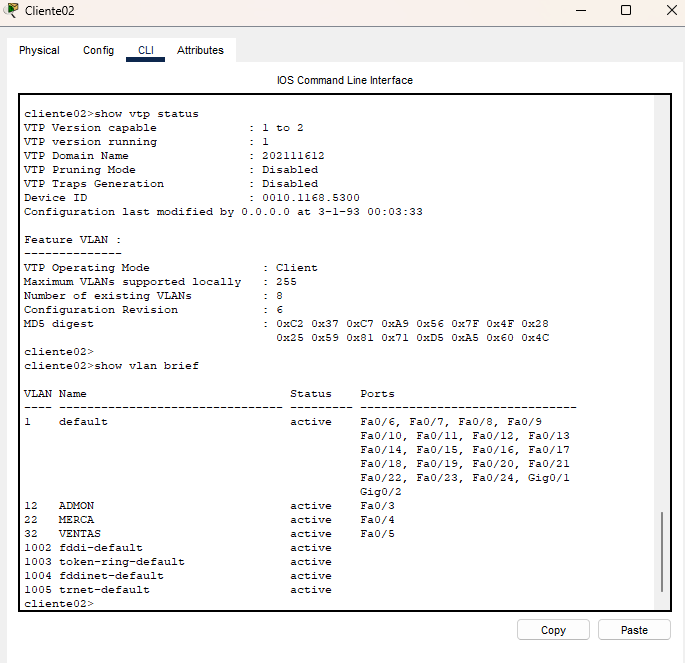 Cliente02
Physical Config CLI Attributes
IOS Command Line Interface
cliente02>show vtp status
VTP Version capable : 1 to 2
VTP version running : 1
VTP Domain Name : 202111612
VTP Pruning Mode : Disabled
VTP Traps Generation : Disabled
Device ID : 0010.1168.5300
Configuration last modified by 0.0.0.0 at 3-1-93 00:03:33
Feature VLAN :
--------------
VTP Operating Mode : Client
Maximum VLANs supported locally : 255
Number of existing VLANs : 8
Configuration Revision : 6
MD5 digest : 0xC2 0x37 0xC7 0xA9 0x56 0x7F 0x4F 0x28
0x25 0x59 0x81 0x71 0xD5 0xA5 0x60 0x4C
cliente02>
cliente02>show vlan brief
VLAN Name Status Ports
---- -------------------------------- --------- -------------------------------
1 default active Fa0/6, Fa0/7, Fa0/8, Fa0/9
Fa0/10, Fa0/11, Fa0/12, Fa0/13
Fa0/14, Fa0/15, Fa0/16, Fa0/17
Fa0/18, Fa0/19, Fa0/20, Fa0/21
Fa0/22, Fa0/23, Fa0/24, Gig0/1
Gig0/2
12 ADMON active Fa0/3
22 MERCA active Fa0/4
32 VENTAS active Fa0/5
1002 fddi-default active
1003 token-ring-default active
1004 fddinet-default active
1005 trnet-default active
cliente02>
Copy Paste